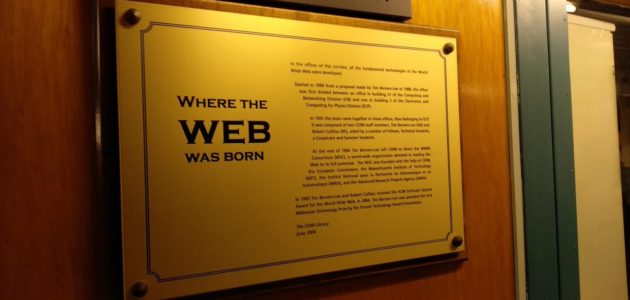 WHERE THE
WEB
WAS BORN
In the offices of this corridor, all the fundamental technologies of the World
Wide Web were developed.
Started in 1990 from a proposal made by Tim Berners-Lee in 1989, the effort
was first divided between an office in building 31 of the Computing and
Networking Division (CN) and one in building 2 of the Electronics and
Computing for Physics Division (ECP).
In 1991 the team came together in these offices, then belonging to ECP.
It was composed of two CERN staff members, Tim Berners-Lee (GB) and
Robert Cailliau (BE), aided by a number of Fellows, Technical Students,
a Coopérant and Summer Students.
At the end of 1994 Tim Berners-Lee left CERN to direct the WWW
Consortium (W3C), a world-wide organization devoted to leading the
Web to its full potential. The W3C was founded with the help of CERN,
the European Commission, the Massachusetts Institute of Technology
(MIT), the Institut National pour la Recherche en Informatique et en
Automatique (INRIA), and the Advanced Research Projects Agency (ARPA).
In 1995 Tim Berners-Lee and Robert Cailliau received the ACM Software System
Award for the World Wide Web. In 2004, Tim Berners-Lee was awarded the first
Millennium Technology Prize by the Finnish Technology Award Foundation.
The CERN Library
June 2004